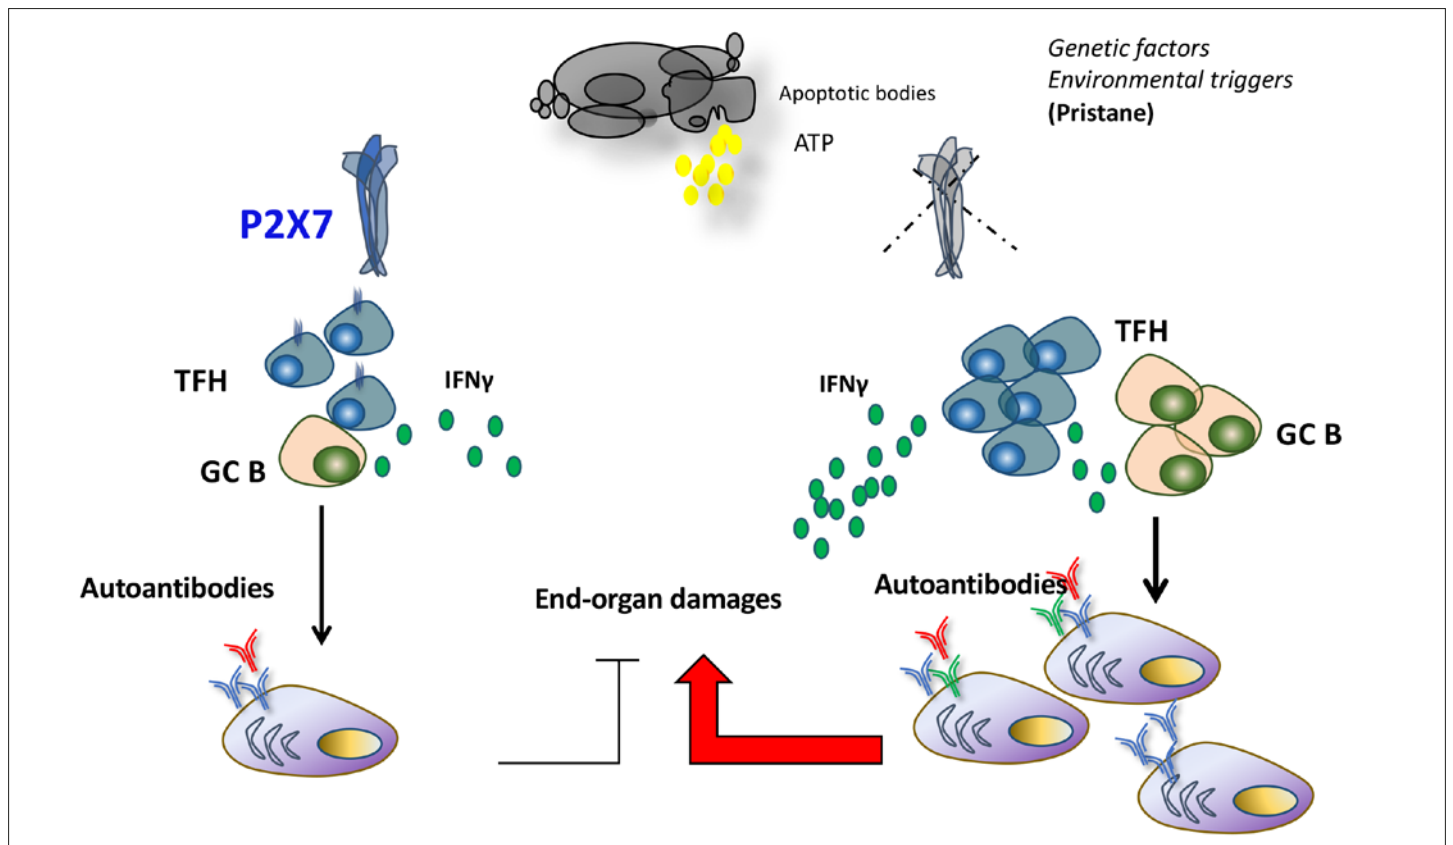 Genetic factors
Environmental triggers
(Pristane)
Apoptotic bodies
ATP
P2X7
TFH
IFNγ
GC B
Autoantibodies
End-organ damages
TFH
IFNγ
GC B
Autoantibodies